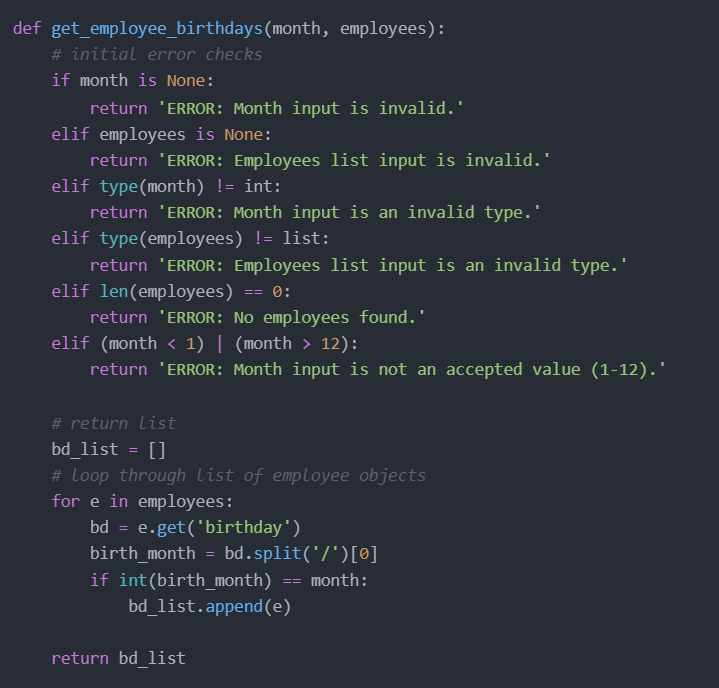 def get_employee_birthdays(month, employees):
    # initial error checks
    if month is None:
        return 'ERROR: Month input is invalid.'
    elif employees is None:
        return 'ERROR: Employees list input is invalid.'
    elif type(month) != int:
        return 'ERROR: Month input is an invalid type.'
    elif type(employees) != list:
        return 'ERROR: Employees list input is an invalid type.'
    elif len(employees) == 0:
        return 'ERROR: No employees found.'
    elif (month < 1) | (month > 12):
        return 'ERROR: Month input is not an accepted value (1-12).'

    # return list
    bd_list = []
    # loop through list of employee objects
    for e in employees:
        bd = e.get('birthday')
        birth_month = bd.split('/')[0]
        if int(birth_month) == month:
            bd_list.append(e)

    return bd_list